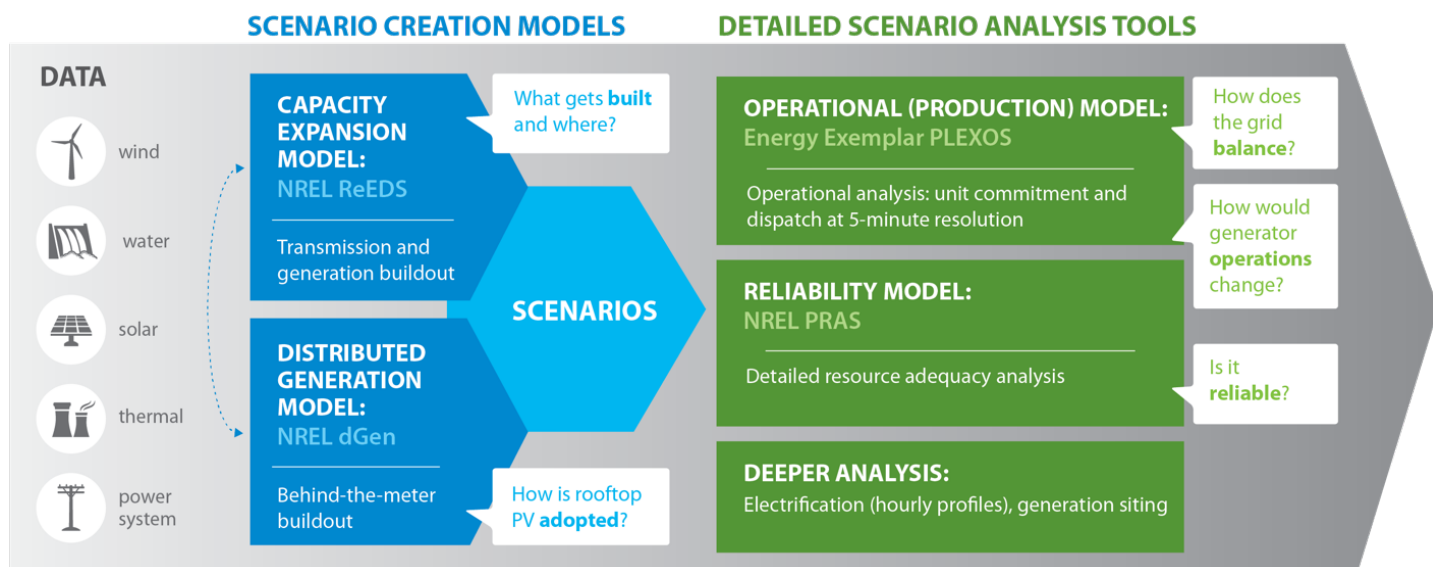 SCENARIO CREATION MODELS
DETAILED SCENARIO ANALYSIS TOOLS
DATA
wind
water
solar
thermal
power
system
CAPACITY
EXPANSION
MODEL:
NREL ReEDS
Transmission and
generation buildout
What gets built
and where?
DISTRIBUTED
GENERATION
MODEL:
NREL dGen
Behind-the-meter
buildout
How is rooftop
PV adopted?
SCENARIOS
OPERATIONAL (PRODUCTION) MODEL:
Energy Exemplar PLEXOS
Operational analysis: unit commitment and
dispatch at 5-minute resolution
How does
the grid
balance?
How would
generator
operations
change?
RELIABILITY MODEL:
NREL PRAS
Detailed resource adequacy analysis
Is it
reliable?
DEEPER ANALYSIS:
Electrification (hourly profiles), generation siting